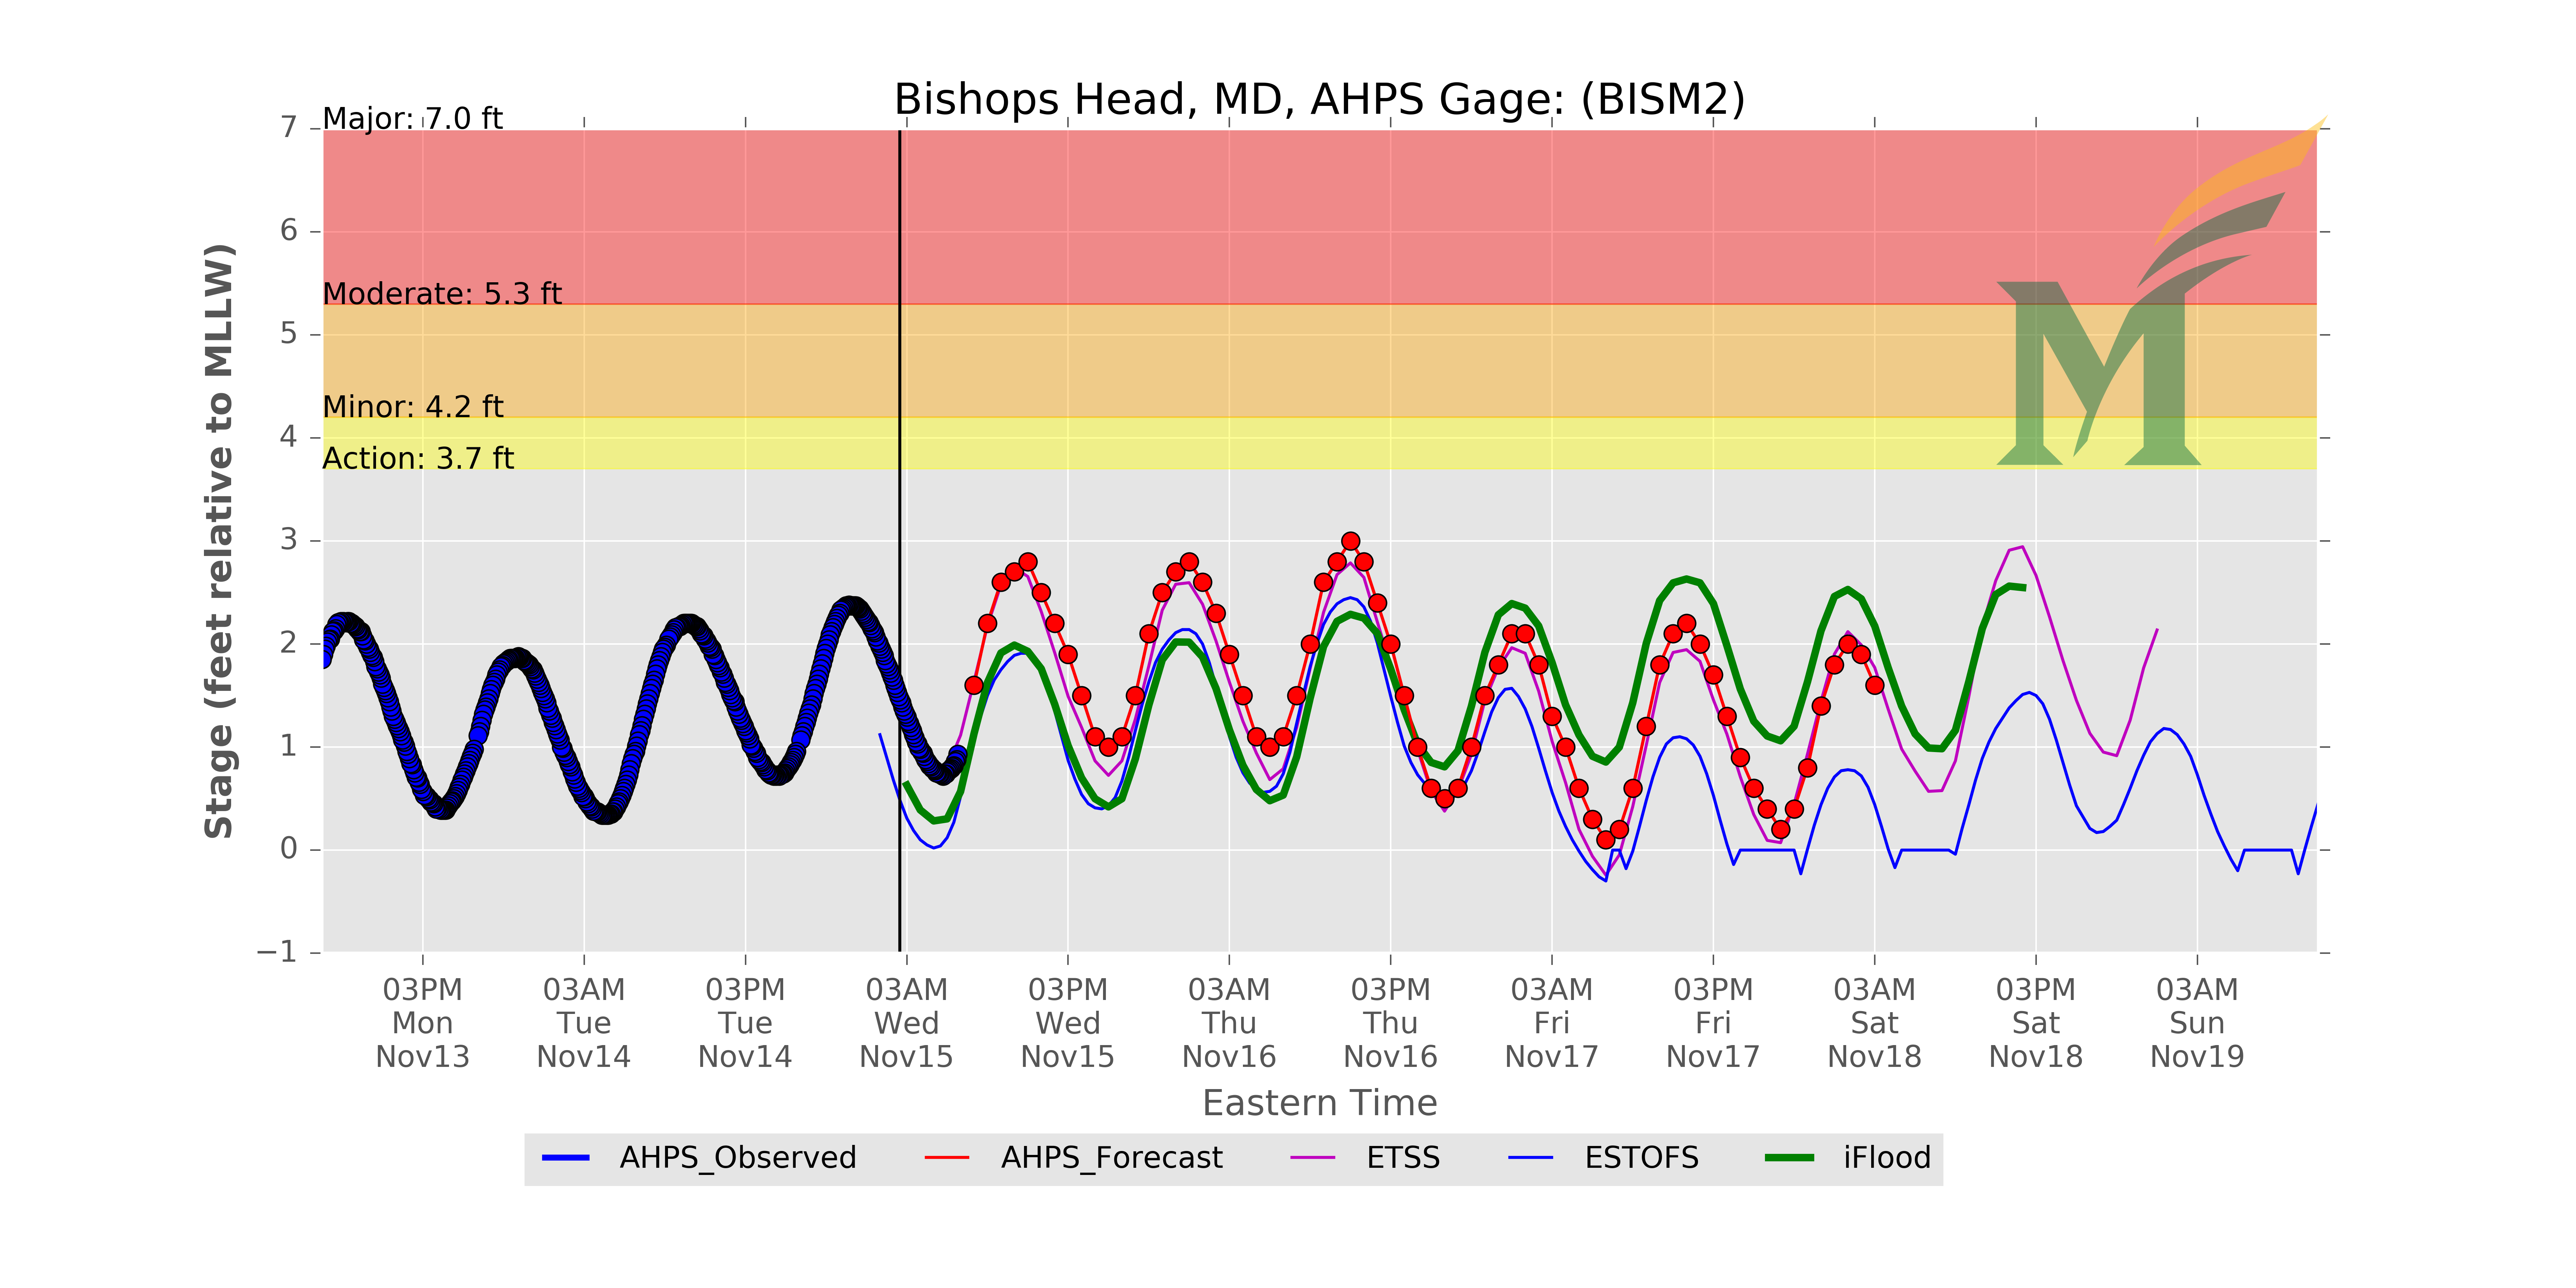 Bishops Head, MD, AHPS Gage: (BISM2)
Major: 7.0 ft
Moderate: 5.3 ft
Minor: 4.2 ft
Action: 3.7 ft
Stage (feet relative to MLLW)
7
6
5
4
3
2
1
0
−1
03PM Mon Nov13
03AM Tue Nov14
03PM Tue Nov14
03AM Wed Nov15
03PM Wed Nov15
03AM Thu Nov16
03PM Thu Nov16
03AM Fri Nov17
03PM Fri Nov17
03AM Sat Nov18
03PM Sat Nov18
03AM Sun Nov19
Eastern Time
AHPS_Observed AHPS_Forecast ETSS ESTOFS iFlood
M